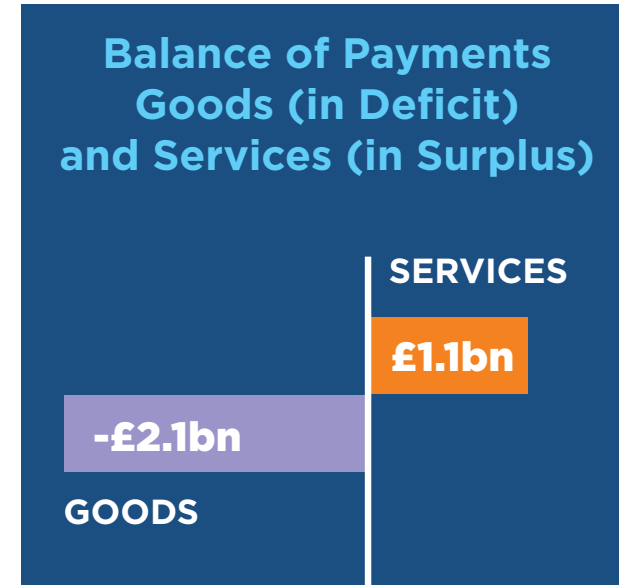 Balance of Payments
Goods (in Deficit)
and Services (in Surplus)
SERVICES
£1.1bn
-£2.1bn
GOODS